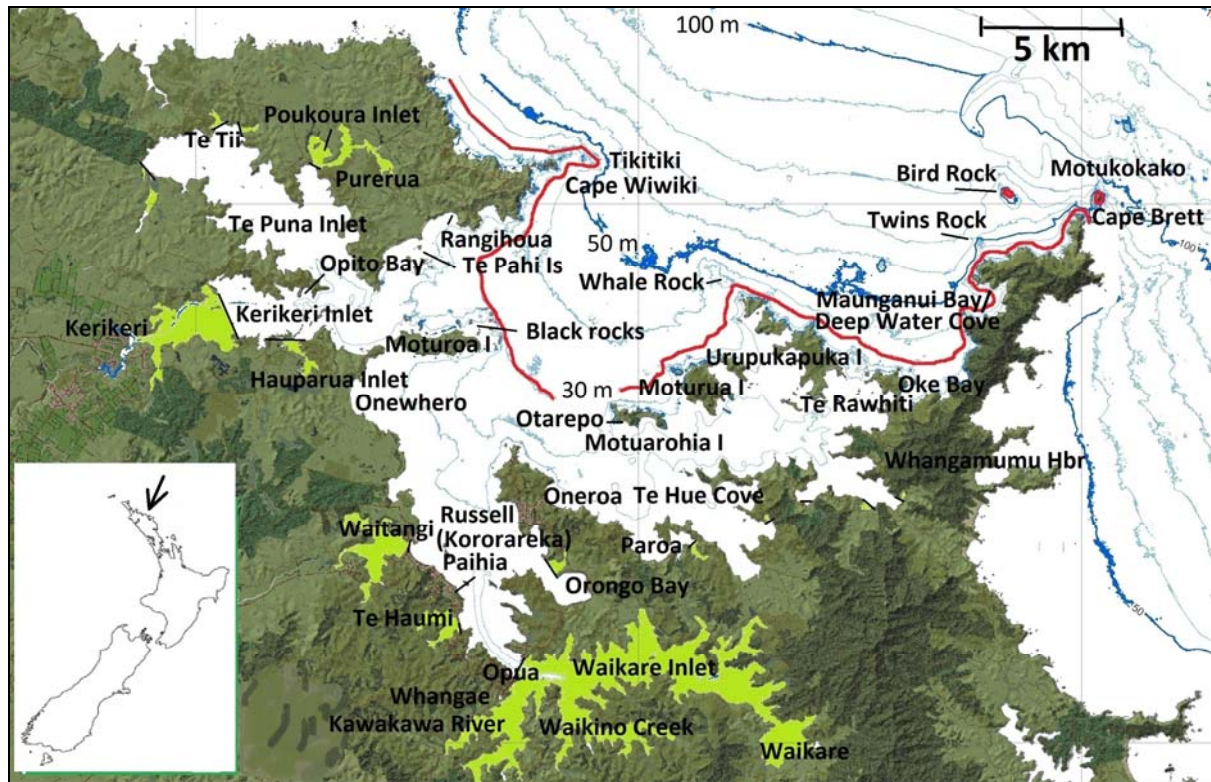 100 m
5 km
Poukoura Inlet
Te Tii
Purerua
Tikitiki
Cape Wiwiki
Bird Rock
Motukokako
Twins Rock
Cape Brett
100
Te Puna Inlet
Rangihoua
50 m
Te Pahi Is
Opito Bay
Whale Rock
Maunganui Bay/
Deep Water Cove
Kerikeri
Kerikeri Inlet
Black rocks
Moturoa I
Urupukapuka I
Hauparua Inlet
Onewhero
30 m
Moturua I
Oke Bay
Te Rawhiti
Otarepo
Motuarohia I
Whangamumu Hbr
Oneroa
Te Hue Cove
Waitangi
Russell
(Kororareka)
Paihia
Paroa
Orongo Bay
Te Haumi
50
Opua
Waikare Inlet
Whangae
Kawakawa River
Waikino Creek
Waikare